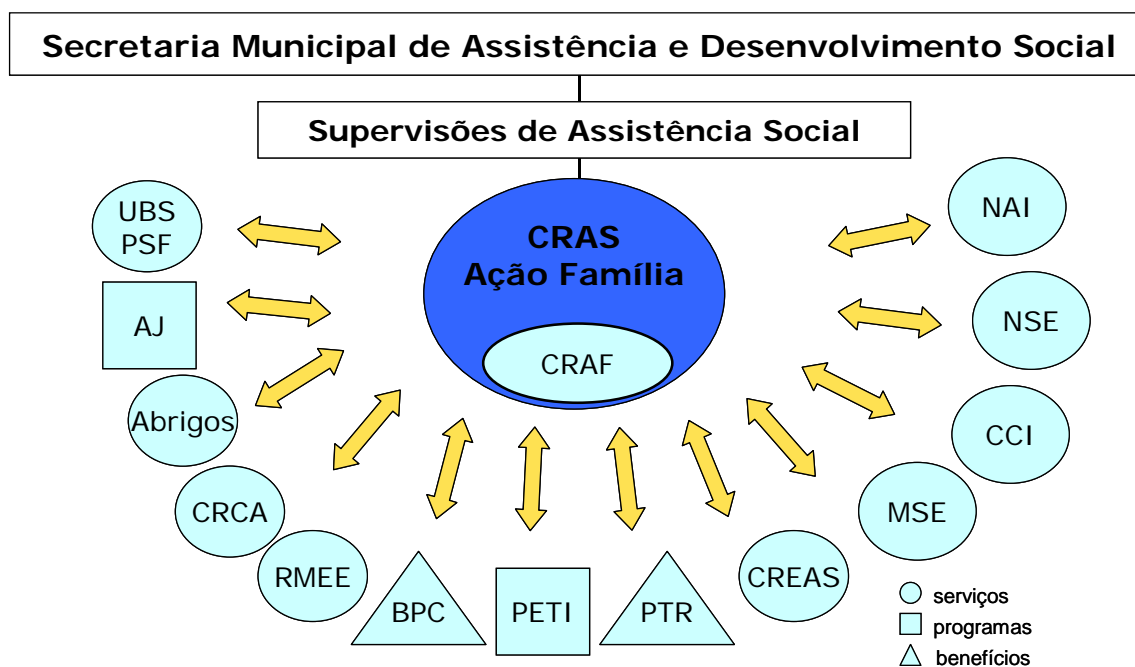 Secretaria Municipal de Assistência e Desenvolvimento Social
Supervisões de Assistência Social
CRAS
Ação Família
CRAF
UBS
PSF
AJ
Abrigos
CRCA
RMEE
BPC
PETI
PTR
CREAS
MSE
CCI
NSE
NAI
serviços
programas
benefícios